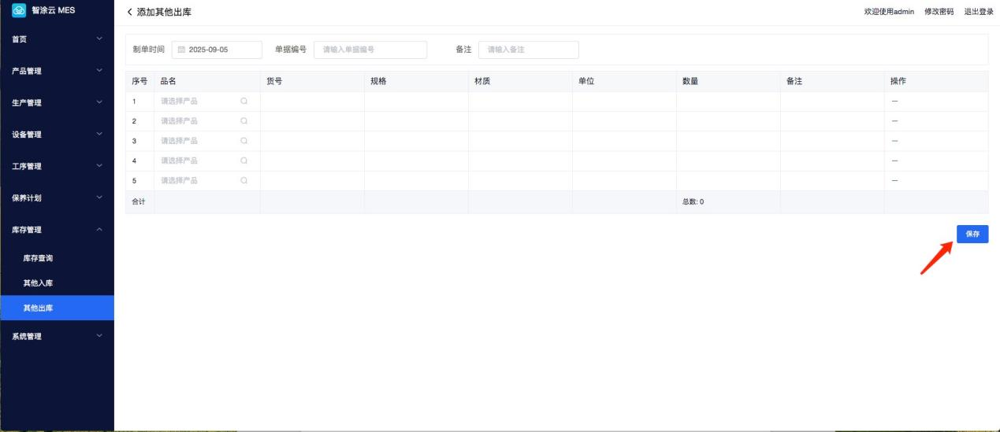 智涂云 MES
添加其他出库
欢迎使用admin 修改密码 退出登录
首页
产品管理
生产管理
设备管理
工序管理
保养计划
库存管理
库存查询
其他入库
其他出库
系统管理
制单时间 2025-09-05 单据编号 请输入单据编号 备注 请输入备注
序号 品名 货号 规格 材质 单位 数量 备注 操作
1 请选择产品 —
2 请选择产品 —
3 请选择产品 —
4 请选择产品 —
5 请选择产品 —
合计 总数: 0
保存